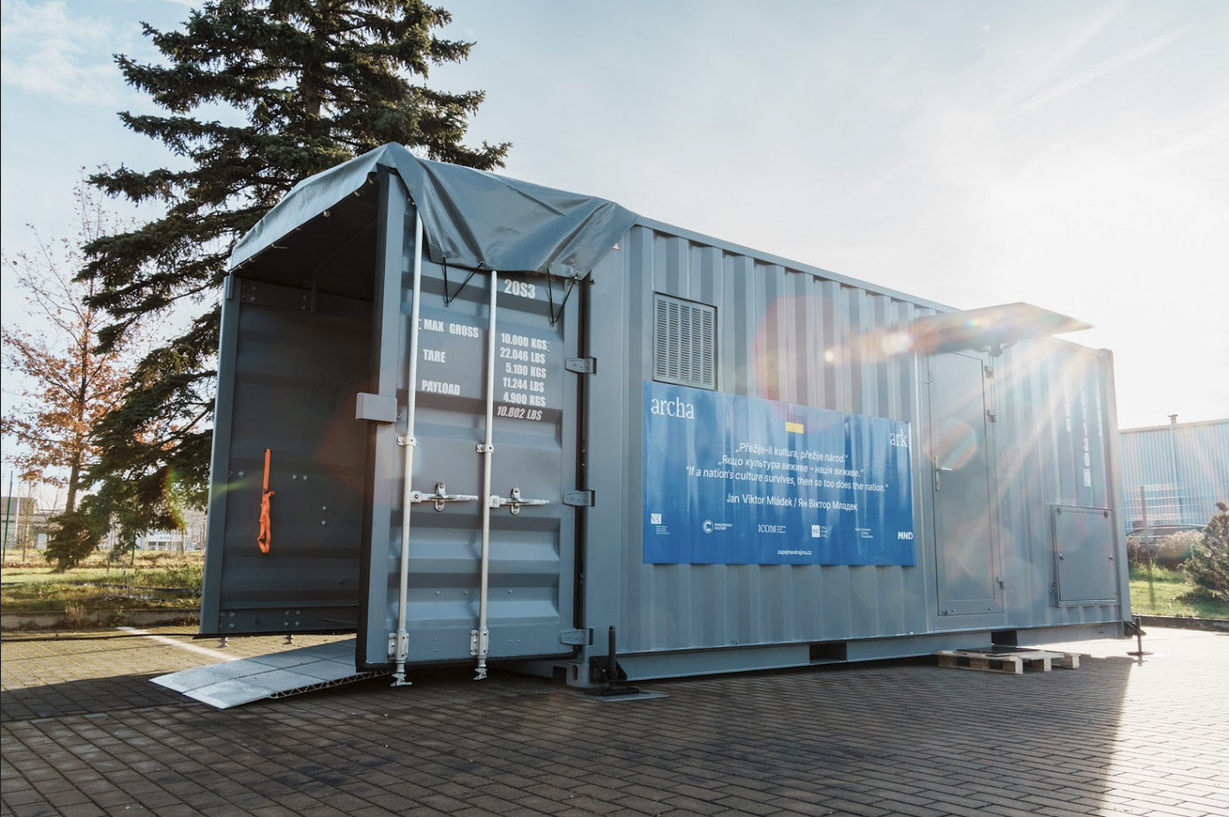 20S3
MAX GROSS 10.000 KGS
22.046 LBS
TARE 5.100 KGS
11.244 LBS
PAYLOAD 4.900 KGS
10.802 LBS
archa
ark
„Přežije-li kultura, přežije národ.“
„Якщо культура виживе – нація виживе.“
“If a nation's culture survives, then so too does the nation.”
Jan Viktor Mládek / Ян Віктор Младек
ICOM
MND